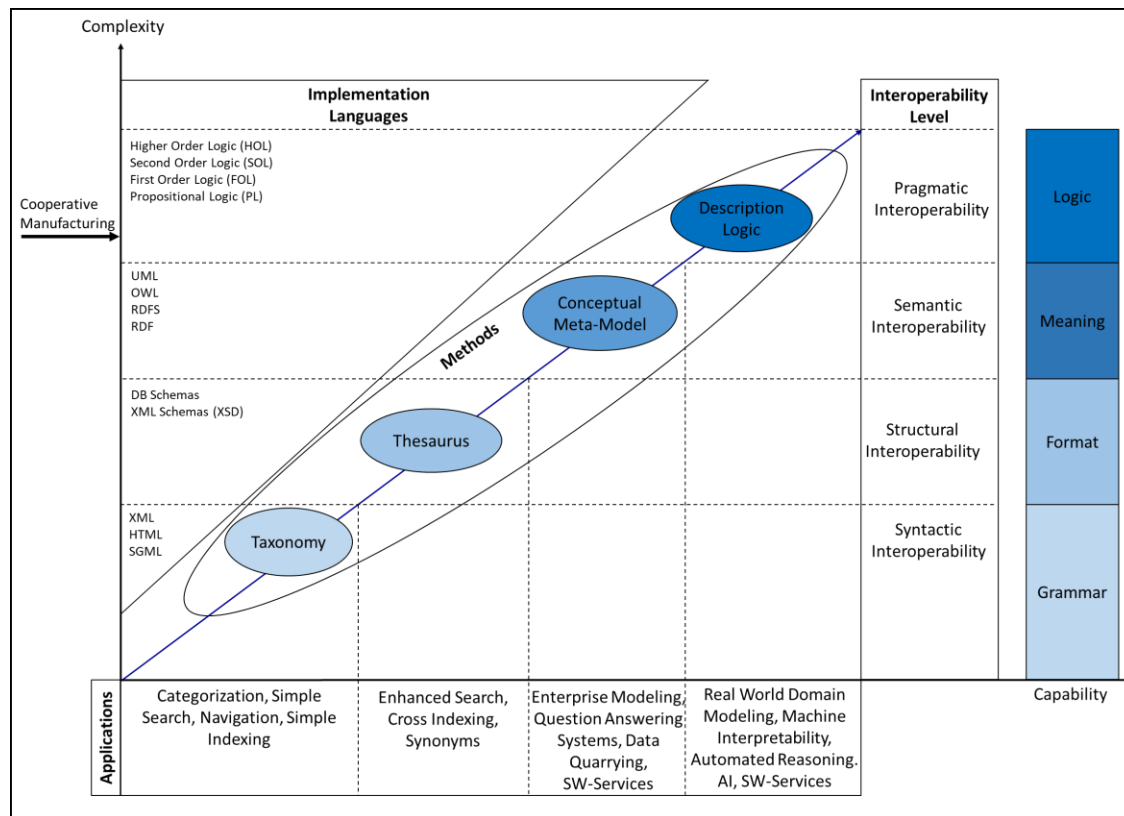 Complexity
Implementation
Languages
Interoperability
Level
Higher Order Logic (HOL)
Second Order Logic (SOL)
First Order Logic (FOL)
Propositional Logic (PL)
Cooperative
Manufacturing
Description
Logic
Pragmatic
Interoperability
Logic
UML
OWL
RDFS
RDF
Conceptual
Meta-Model
Methods
Semantic
Interoperability
Meaning
DB Schemas
XML Schemas (XSD)
Thesaurus
Structural
Interoperability
Format
XML
HTML
SGML
Taxonomy
Syntactic
Interoperability
Grammar
Applications
Categorization, Simple
Search, Navigation, Simple
Indexing
Enhanced Search,
Cross Indexing,
Synonyms
Enterprise Modeling,
Question Answering
Systems, Data
Quarrying,
SW-Services
Real World Domain
Modeling, Machine
Interpretability,
Automated Reasoning.
AI, SW-Services
Capability